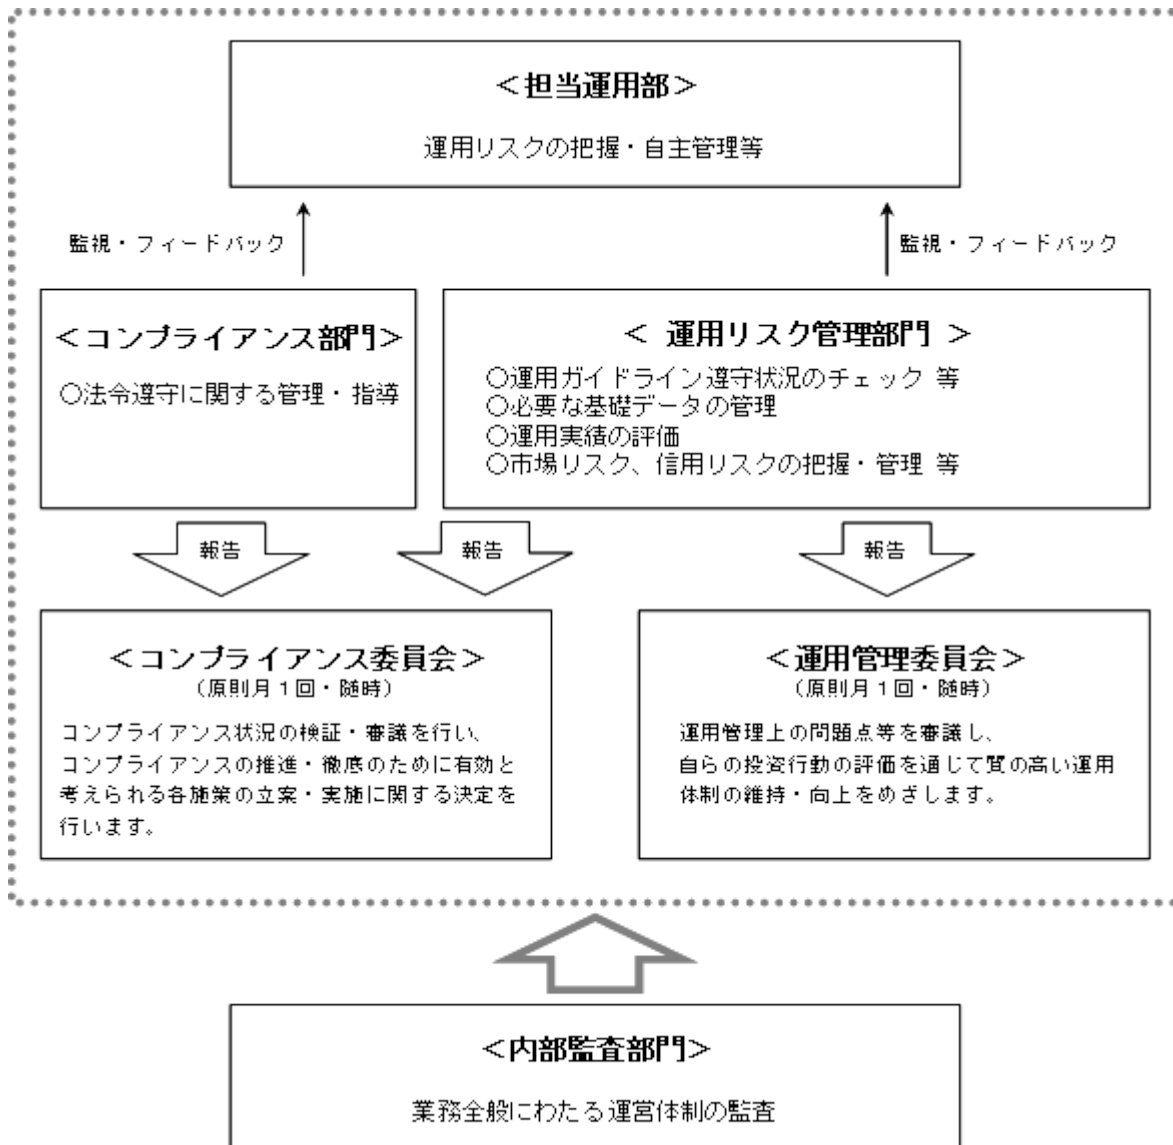 ＜担当運用部＞
運用リスクの把握・自主管理等
監視・フィードバック
監視・フィードバック
＜コンプライアンス部門＞
○法令遵守に関する管理・指導
＜ 運用リスク管理部門 ＞
○運用ガイドライン遵守状況のチェック 等
○必要な基礎データの管理
○運用実績の評価
○市場リスク、信用リスクの把握・管理 等
報告
報告
報告
＜コンプライアンス委員会＞
（原則月１回・随時）
コンプライアンス状況の検証・審議を行い、
コンプライアンスの推進・徹底のために有効と
考えられる各施策の立案・実施に関する決定を
行います。
＜運用管理委員会＞
（原則月１回・随時）
運用管理上の問題点等を審議し、
自らの投資行動の評価を通じて質の高い運用
体制の維持・向上をめざします。
＜内部監査部門＞
業務全般にわたる運営体制の監査